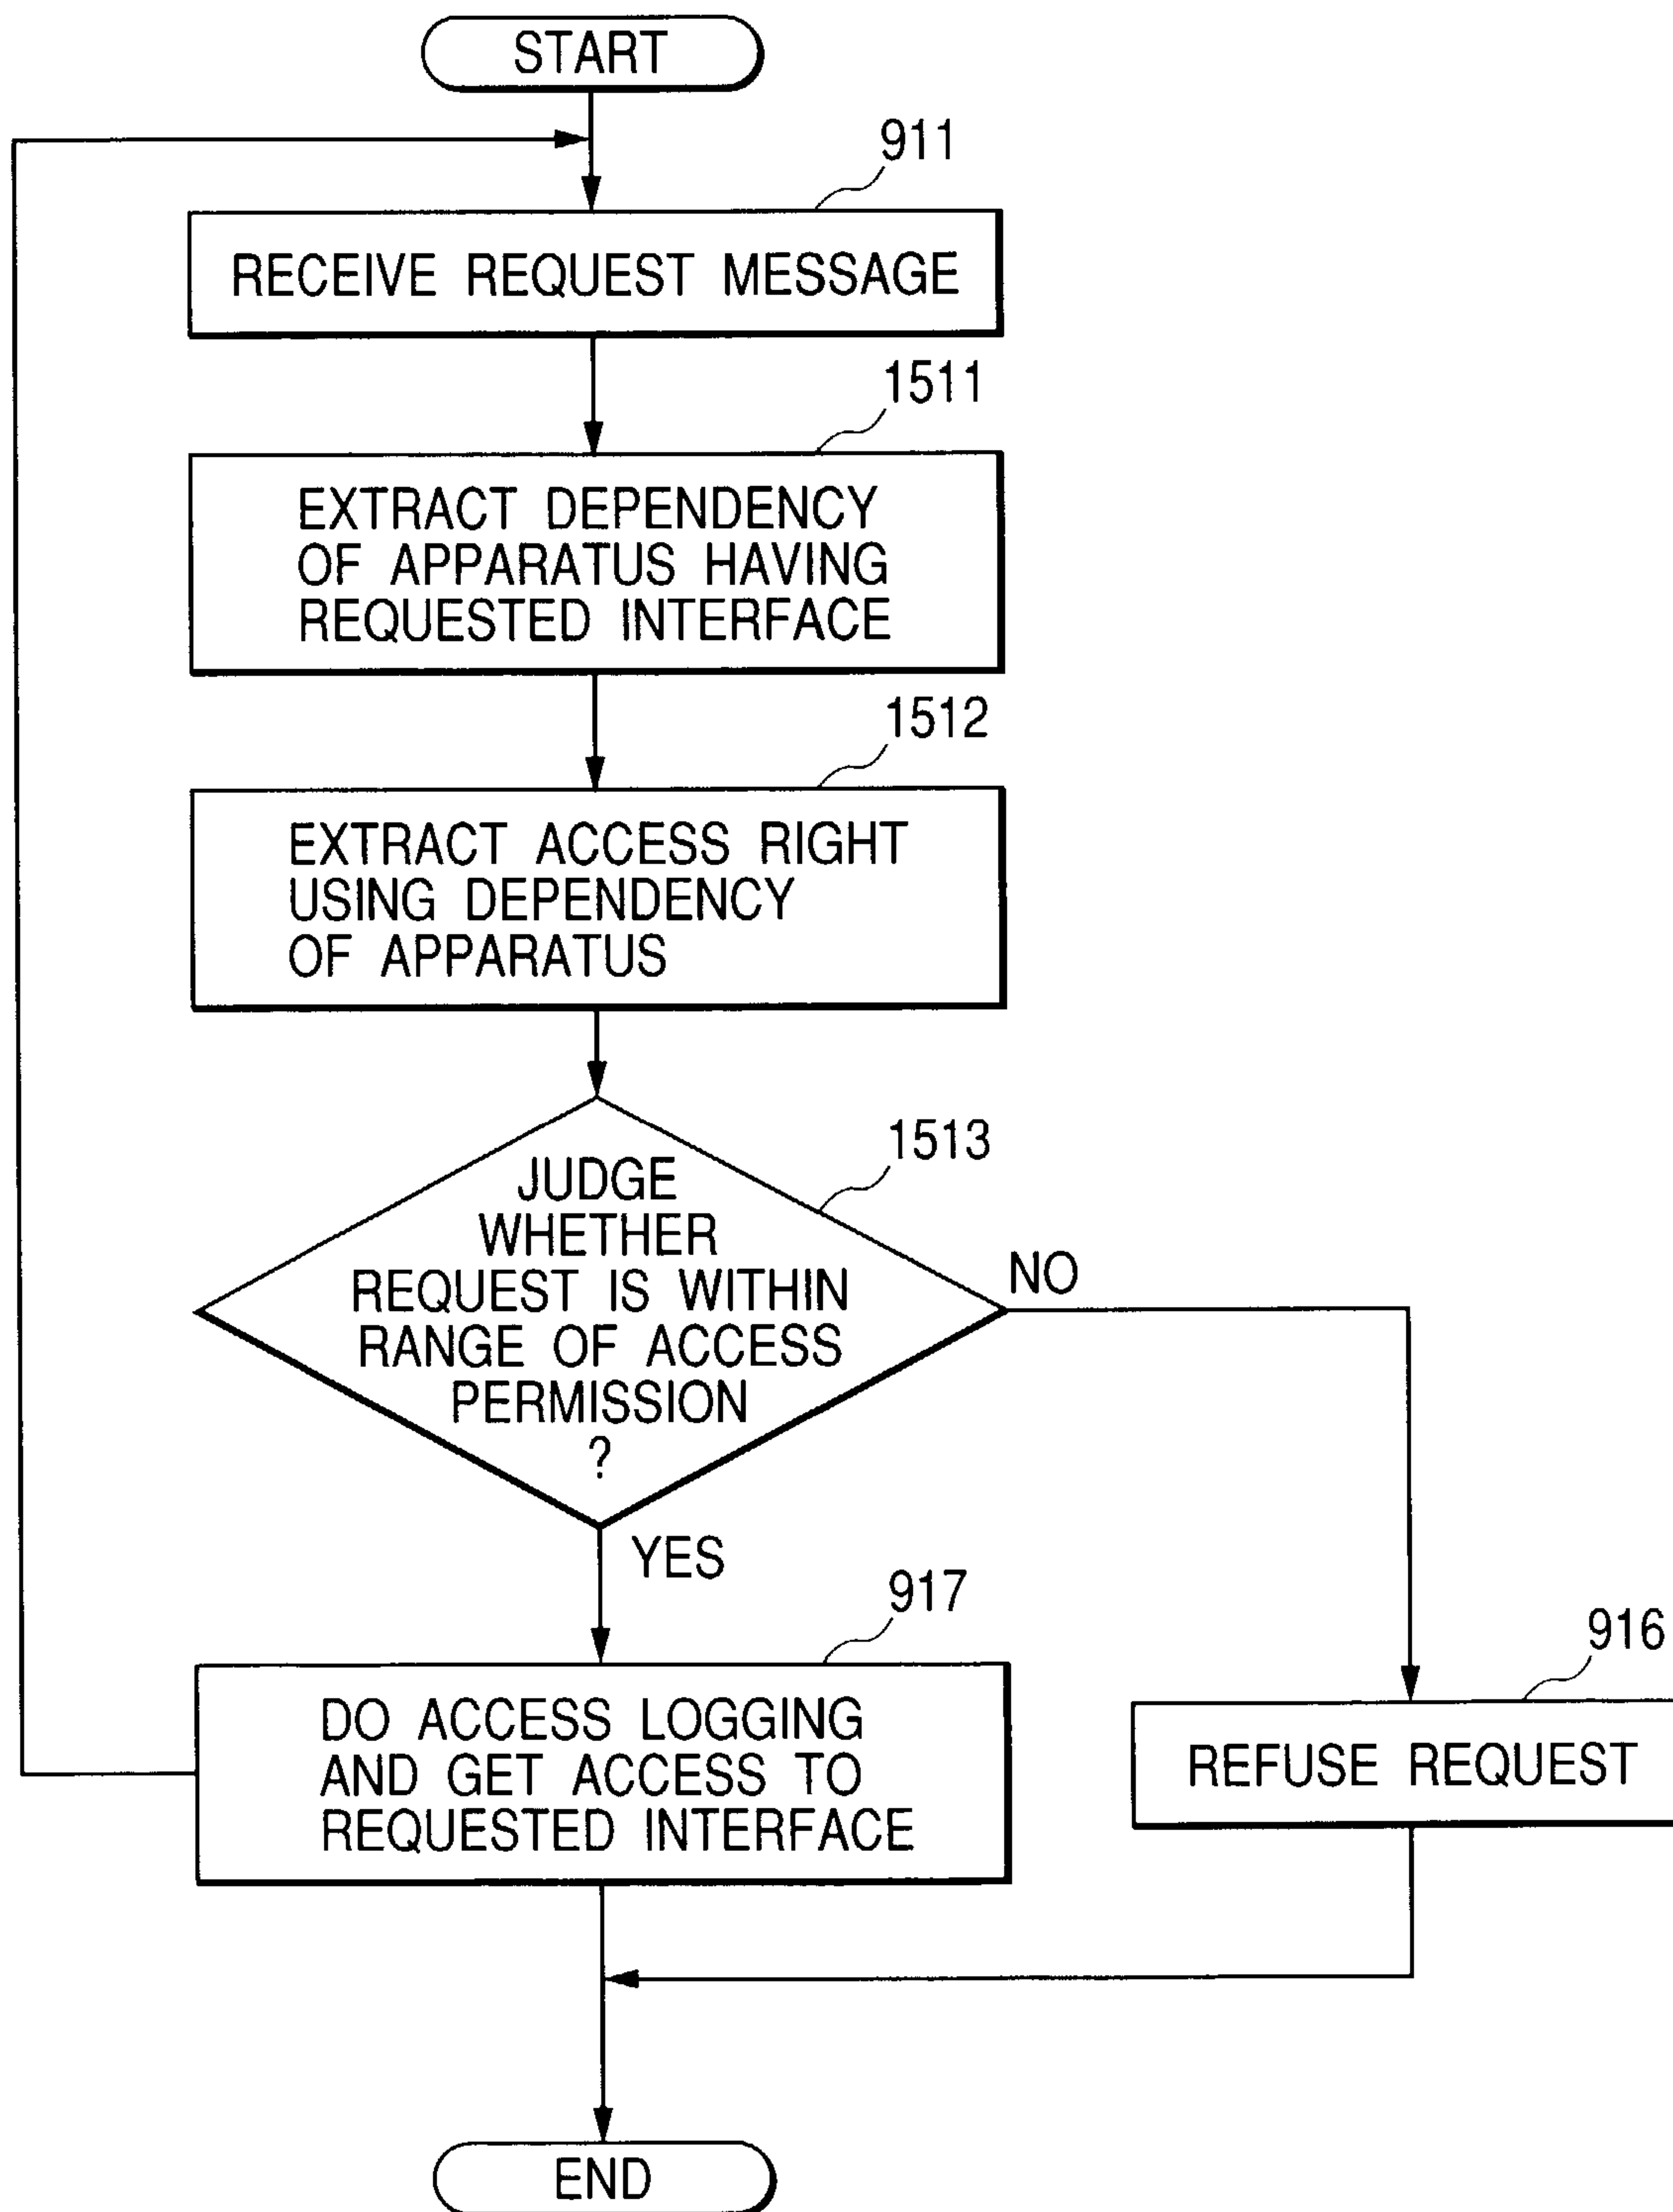 START
911
RECEIVE REQUEST MESSAGE
1511
EXTRACT DEPENDENCY
OF APPARATUS HAVING
REQUESTED INTERFACE
1512
EXTRACT ACCESS RIGHT
USING DEPENDENCY
OF APPARATUS
1513
JUDGE
WHETHER
REQUEST IS WITHIN
RANGE OF ACCESS
PERMISSION
?
NO
YES
917
DO ACCESS LOGGING
AND GET ACCESS TO
REQUESTED INTERFACE
916
REFUSE REQUEST
END